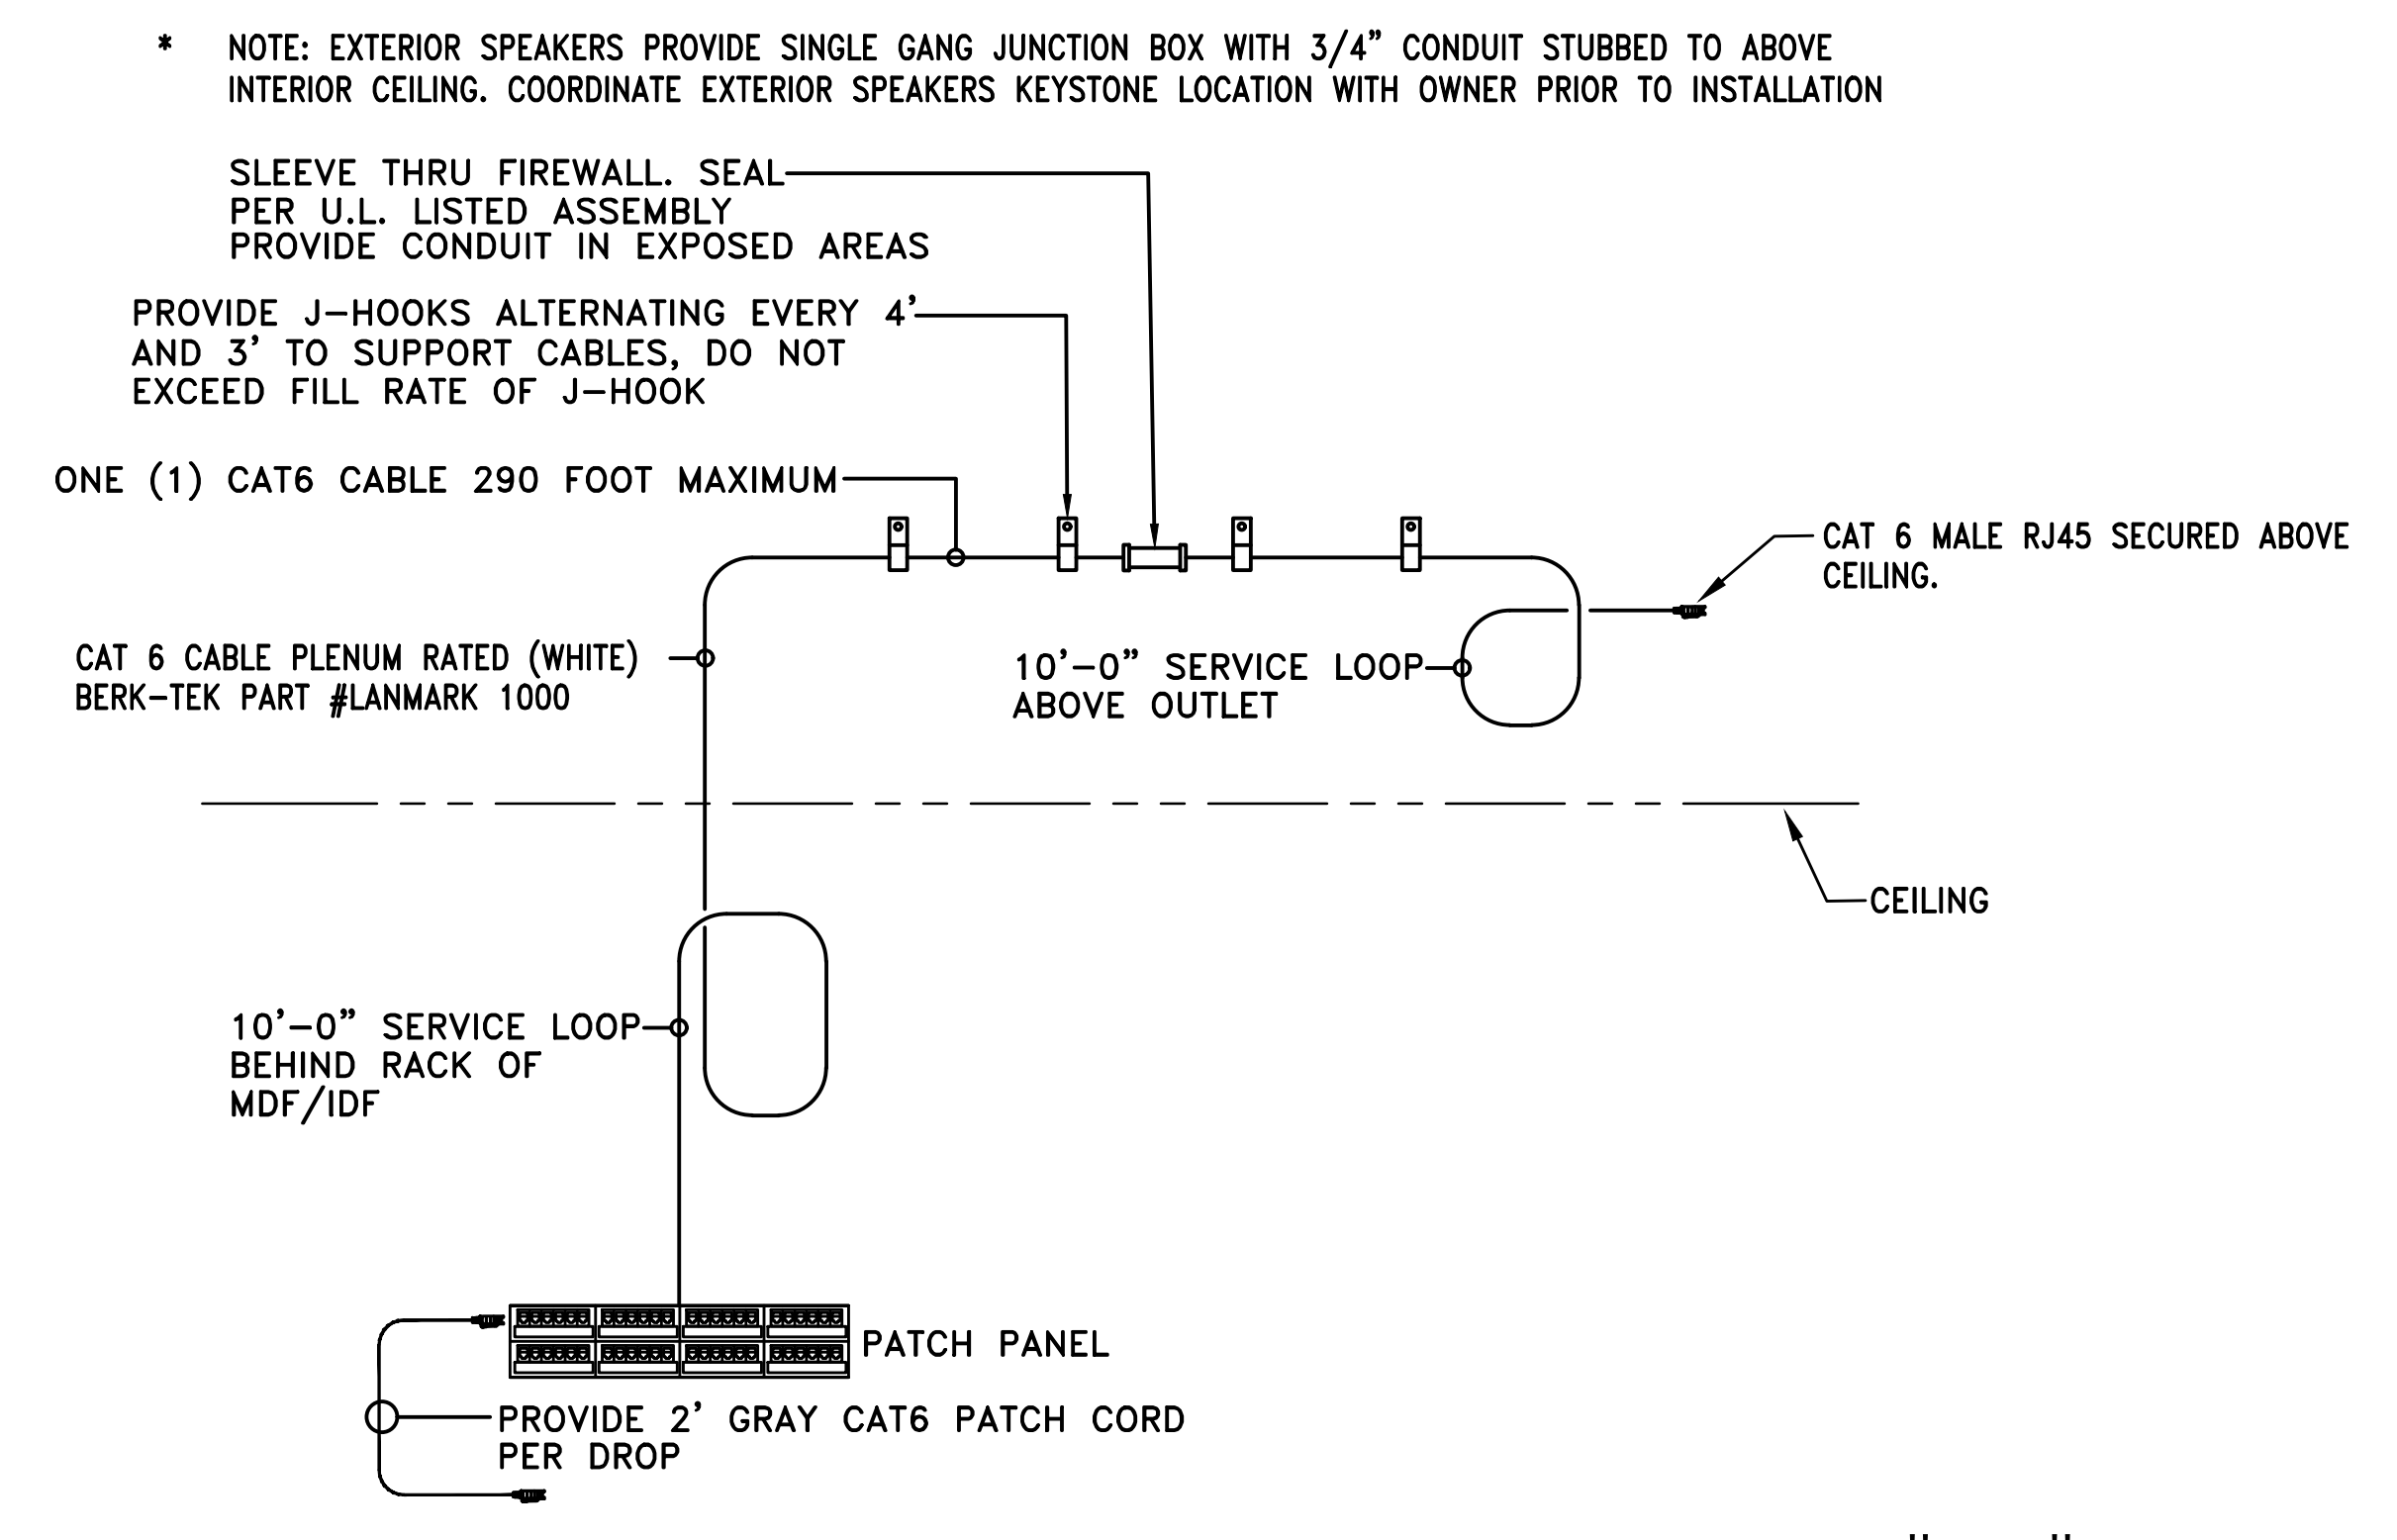 * NOTE: EXTERIOR SPEAKERS PROVIDE SINGLE GANG JUNCTION BOX WITH 3/4" CONDUIT STUBBED TO ABOVE
INTERIOR CEILING. COORDINATE EXTERIOR SPEAKERS KEYSTONE LOCATION WITH OWNER PRIOR TO INSTALLATION
SLEEVE THRU FIREWALL. SEAL
PER U.L. LISTED ASSEMBLY
PROVIDE CONDUIT IN EXPOSED AREAS
PROVIDE J-HOOKS ALTERNATING EVERY 4'
AND 3' TO SUPPORT CABLES, DO NOT
EXCEED FILL RATE OF J-HOOK
ONE (1) CAT6 CABLE 290 FOOT MAXIMUM
CAT 6 MALE RJ45 SECURED ABOVE
CEILING.
CAT 6 CABLE PLENUM RATED (WHITE)
BERK-TEK PART #LANMARK 1000
10'-0" SERVICE LOOP
ABOVE OUTLET
CEILING
10'-0" SERVICE LOOP
BEHIND RACK OF
MDF/IDF
PATCH PANEL
PROVIDE 2' GRAY CAT6 PATCH CORD
PER DROP